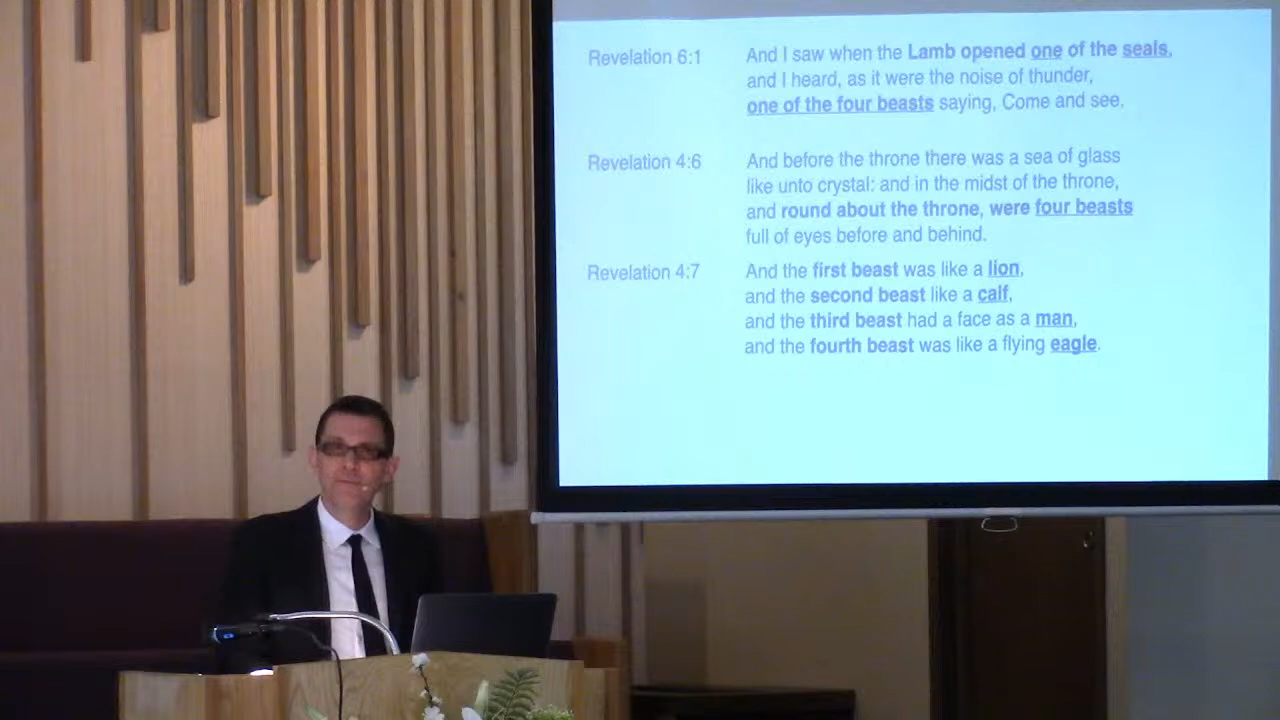 Revelation 6:1 And I saw when the Lamb opened one of the seals,
and I heard, as it were the noise of thunder,
one of the four beasts saying, Come and see.
Revelation 4:6 And before the throne there was a sea of glass
like unto crystal: and in the midst of the throne,
and round about the throne, were four beasts
full of eyes before and behind.
Revelation 4:7 And the first beast was like a lion,
and the second beast like a calf,
and the third beast had a face as a man,
and the fourth beast was like a flying eagle.